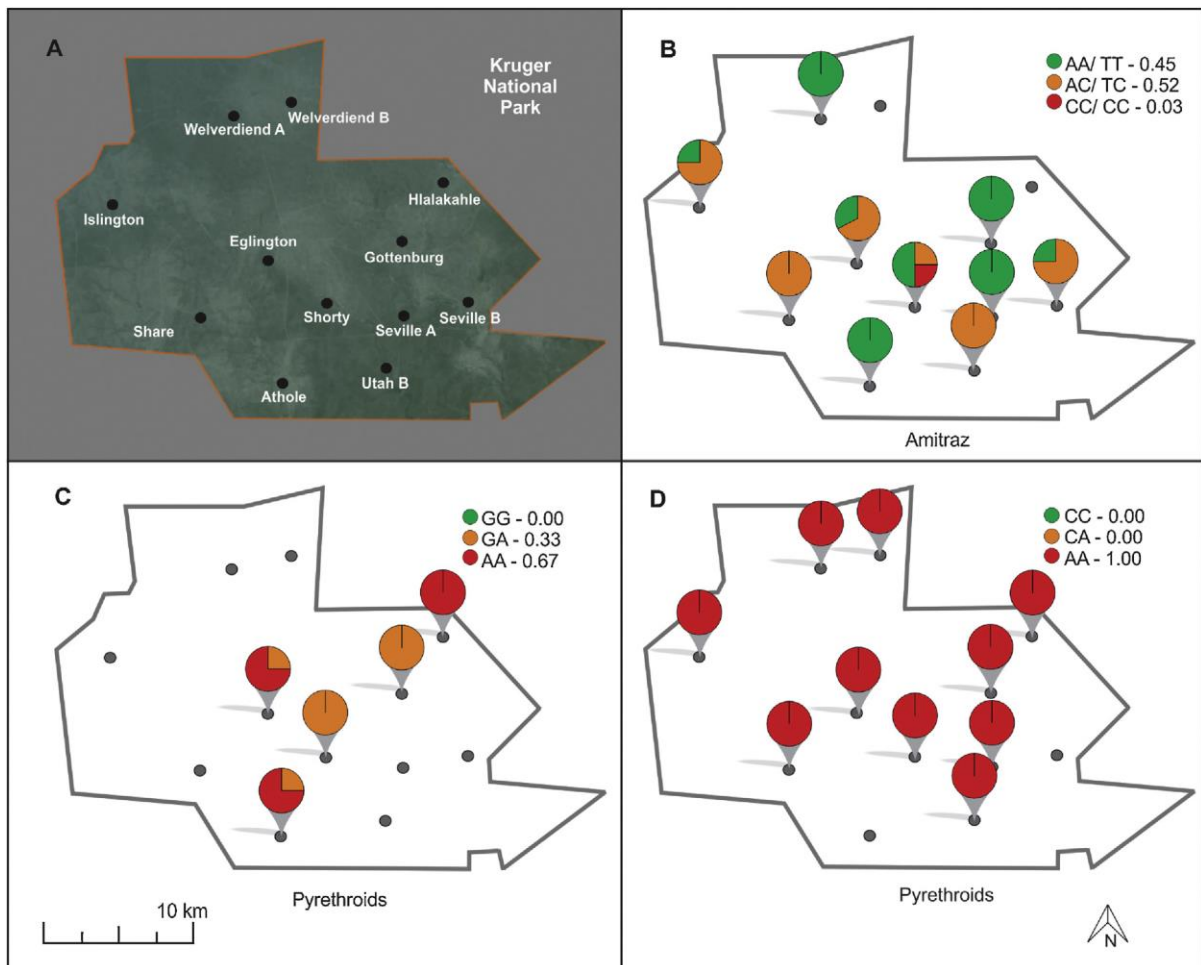 A
Kruger
National
Park
Welverdiend A
Welverdiend B
Islington
Hlalakahle
Eglington
Gottenburg
Share
Shorty
Seville A
Seville B
Athole
Utah B
B
AA/ TT - 0.45
AC/ TC - 0.52
CC/ CC - 0.03
Amitraz
C
GG - 0.00
GA - 0.33
AA - 0.67
Pyrethroids
10 km
D
CC - 0.00
CA - 0.00
AA - 1.00
Pyrethroids
N